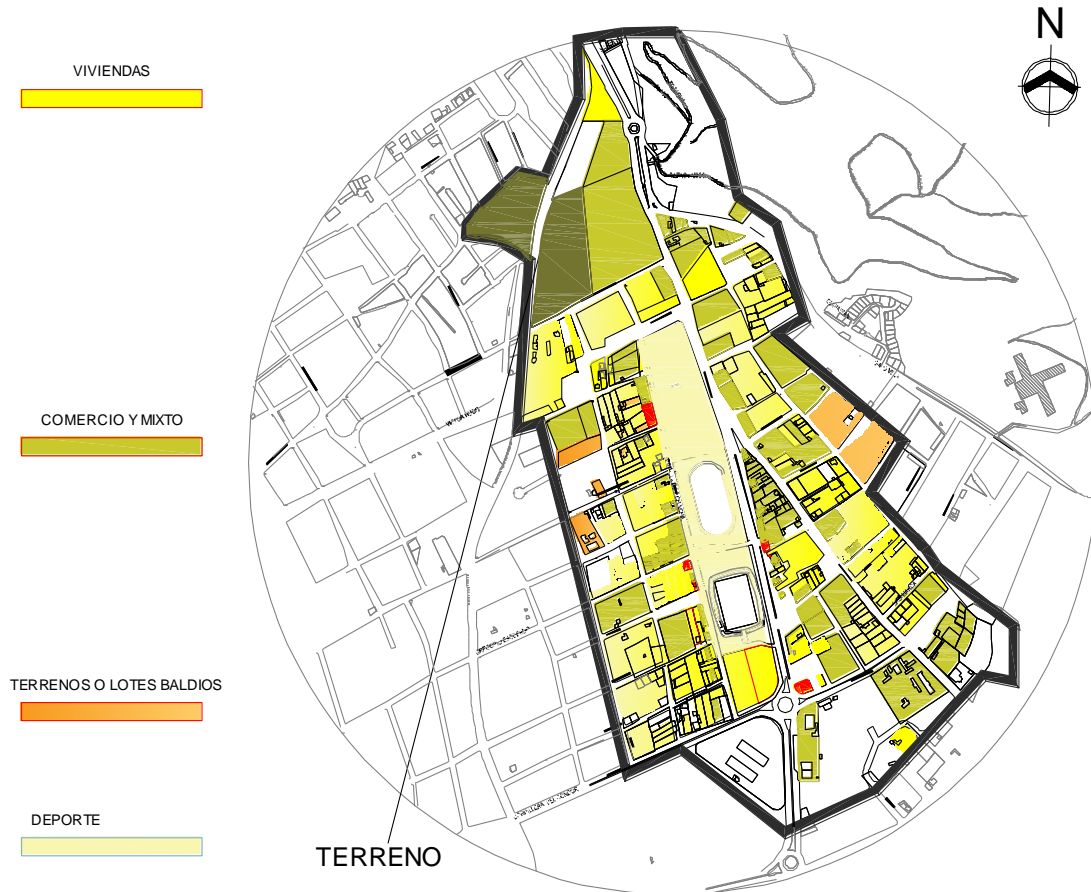 N
VIVIENDAS
COMERCIO Y MIXTO
TERRENOS O LOTES BALDIOS
DEPORTE
TERRENO